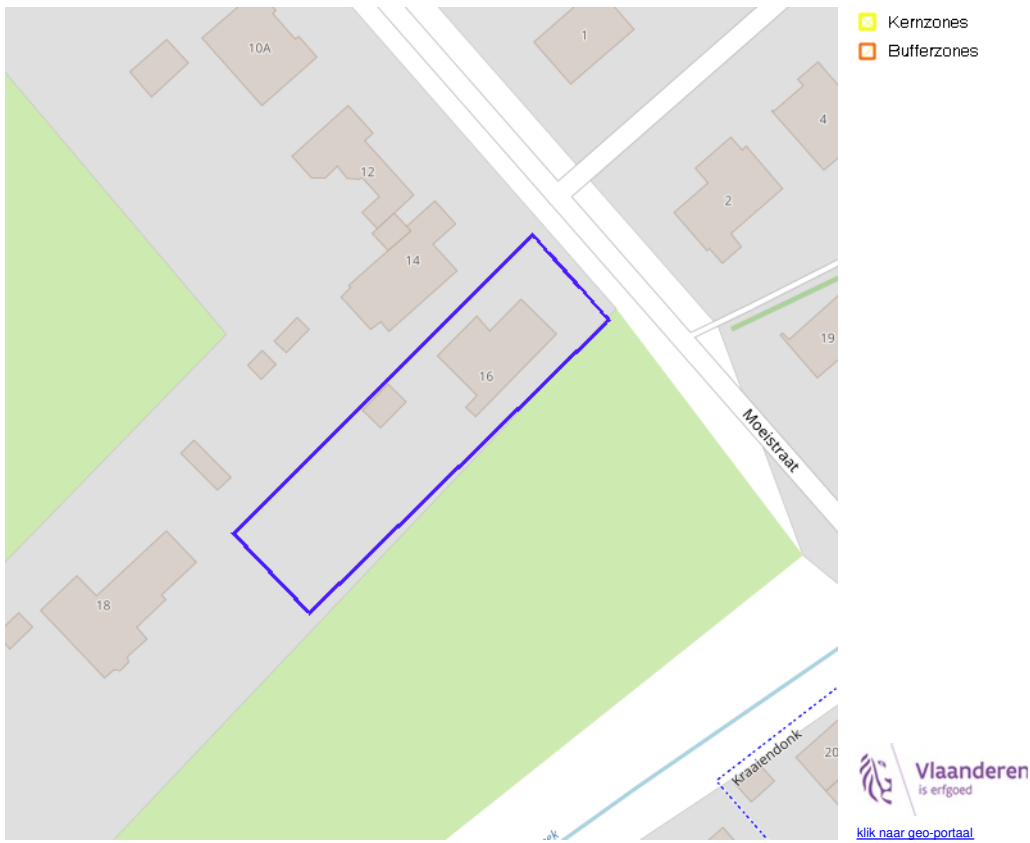 Kernzones
Bufferzones
10A
1
4
12
2
14
19
16
Moeistraat
18
Kraaiendonk
20
ek
Vlaanderen
is erfgoed
klik naar geo-portaal